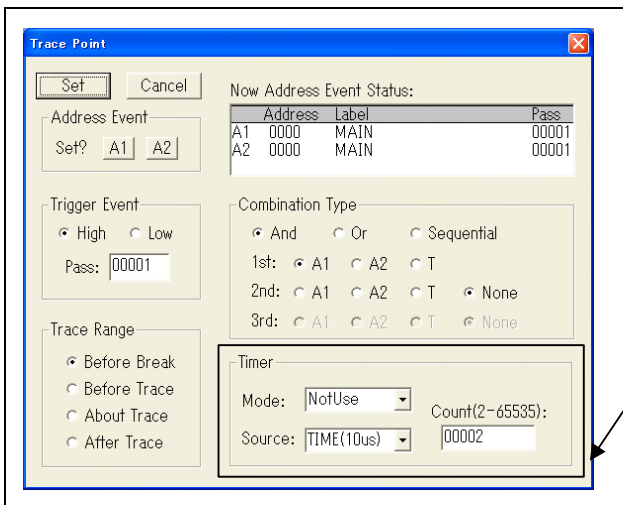 Trace Point
Set Cancel
Address Event
Set? A1 A2
Now Address Event Status:
Address Label Pass
A1 0000 MAIN 00001
A2 0000 MAIN 00001
Trigger Event
High Low
Pass: 00001
Combination Type
And Or Sequential
1st: A1 A2 T
2nd: A1 A2 T None
3rd: A1 A2 T None
Trace Range
Before Break
Before Trace
About Trace
After Trace
Timer
Mode: NotUse
Count(2-65535):
Source: TIME(10us) 00002